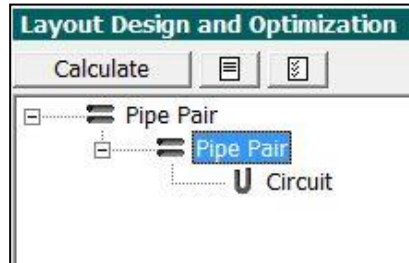 Layout Design and Optimization
Calculate
Pipe Pair
Pipe Pair
Circuit